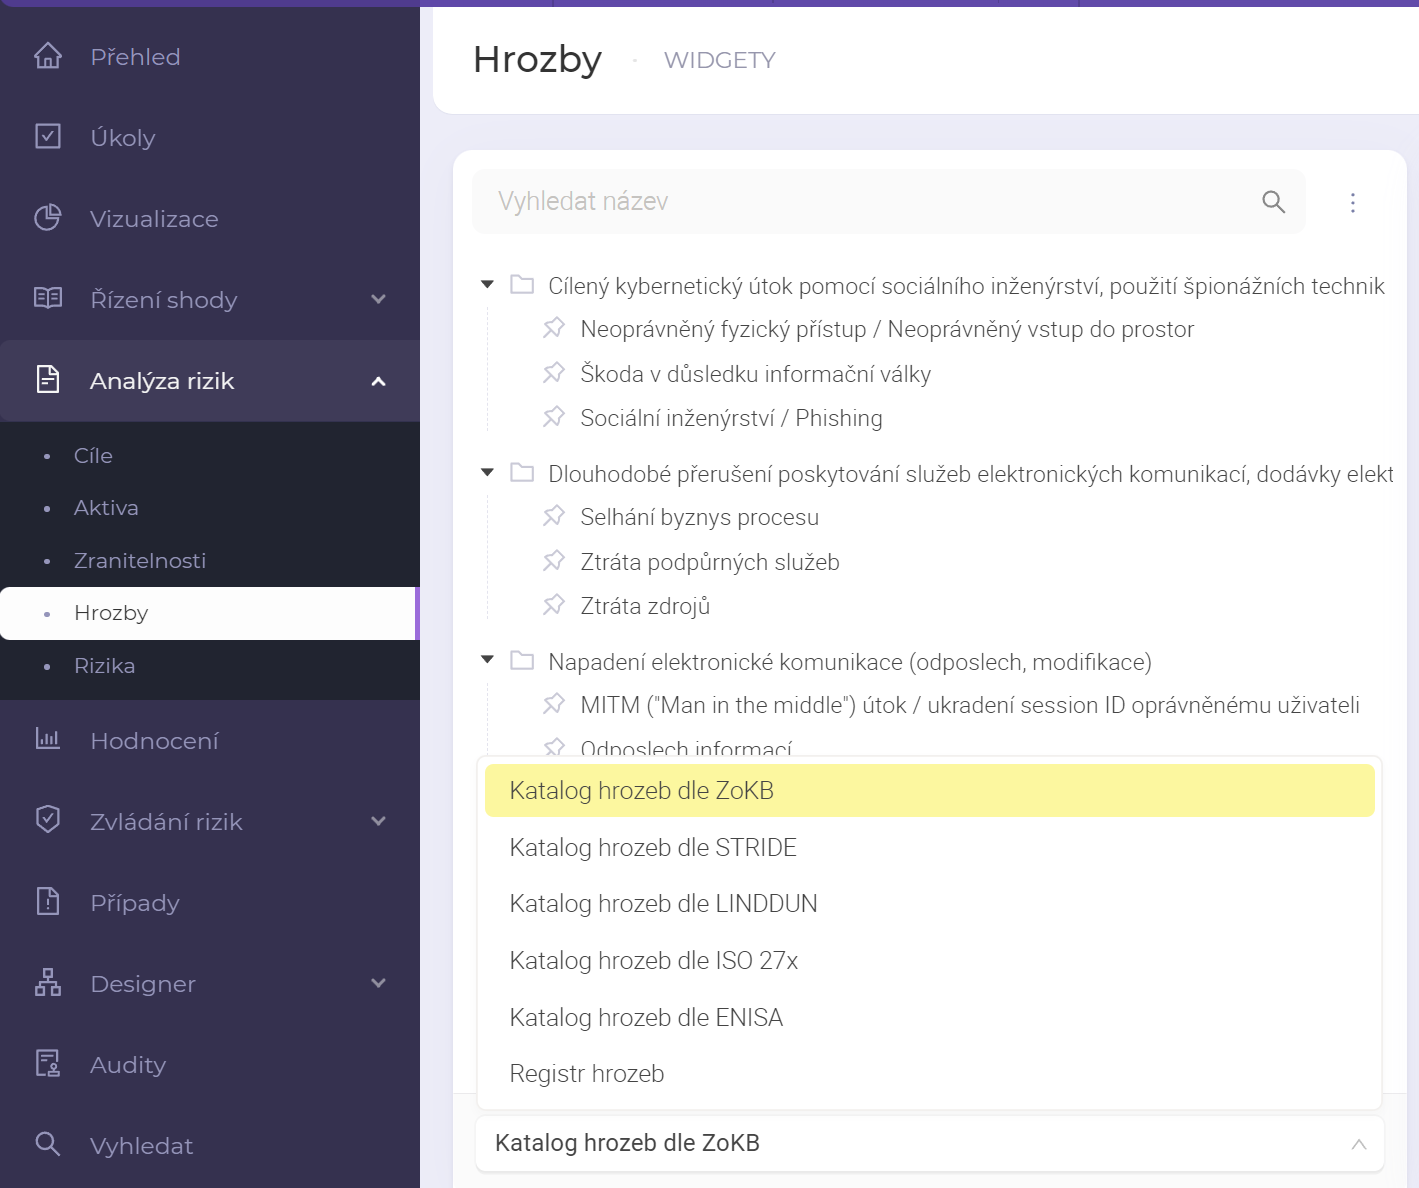 Přehled
Úkoly
Vizualizace
Řízení shody
Analýza rizik
Cíle
Aktiva
Zranitelnosti
Hrozby
Rizika
Hodnocení
Zvládání rizik
Případy
Designer
Audity
Vyhledat
Hrozby · WIDGETY
Vyhledat název
Cílený kybernetický útok pomocí sociálního inženýrství, použití špionážních technik
Neoprávněný fyzický přístup / Neoprávněný vstup do prostor
Škoda v důsledku informační války
Sociální inženýrství / Phishing
Dlouhodobé přerušení poskytování služeb elektronických komunikací, dodávky elekt
Selhání byznys procesu
Ztráta podpůrných služeb
Ztráta zdrojů
Napadení elektronické komunikace (odposlech, modifikace)
MITM ("Man in the middle") útok / ukradení session ID oprávněnému uživateli
Odposlech informací
Katalog hrozeb dle ZoKB
Katalog hrozeb dle STRIDE
Katalog hrozeb dle LINDDUN
Katalog hrozeb dle ISO 27x
Katalog hrozeb dle ENISA
Registr hrozeb
Katalog hrozeb dle ZoKB